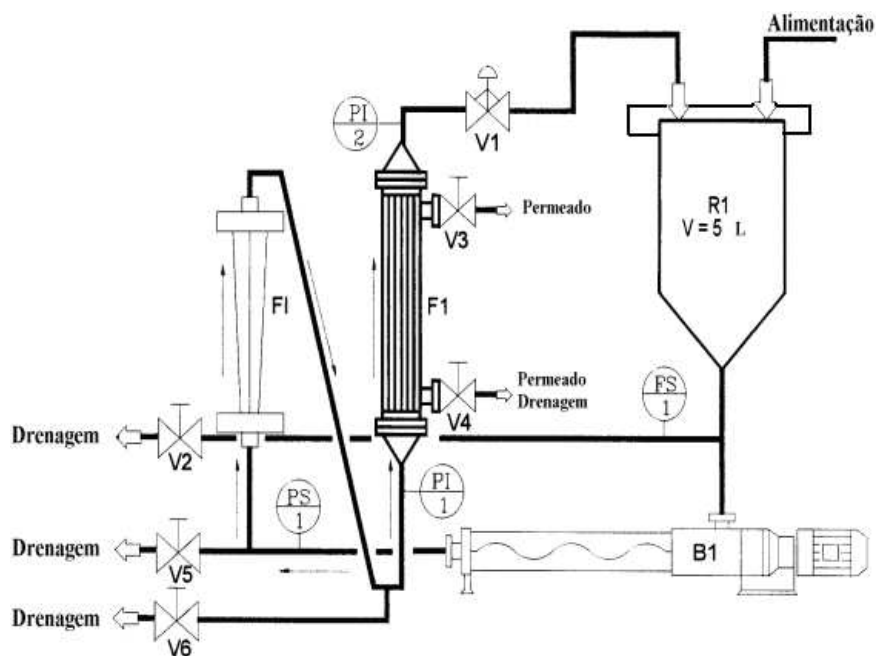 Alimentação
PI
2
V1
R1
V = 5 L
V3
Permeado
FI
F1
Permeado
Drenagem
V4
FS
1
Drenagem
V2
PS
1
PI
1
B1
Drenagem
V5
Drenagem
V6